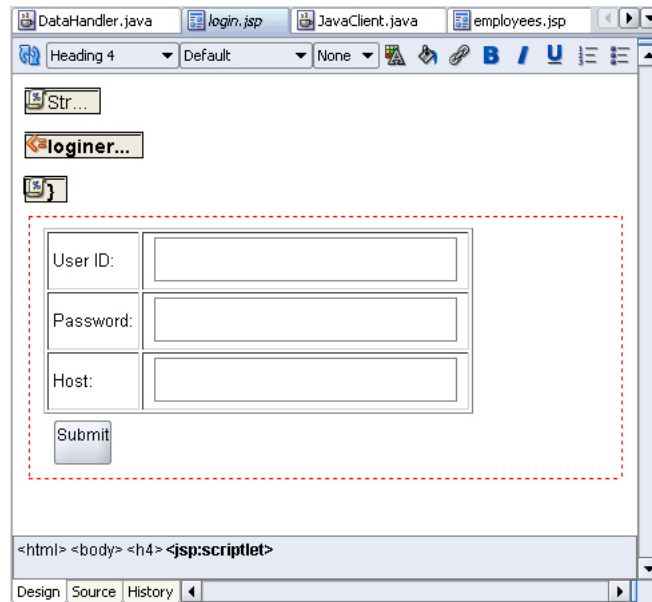 DataHandler.java login.jsp JavaClient.java employees.jsp
Heading 4 Default None B I U
Str...
loginer...
}
User ID:
Password:
Host:
Submit
<html> <body> <h4> <jsp:scriptlet>
Design Source History